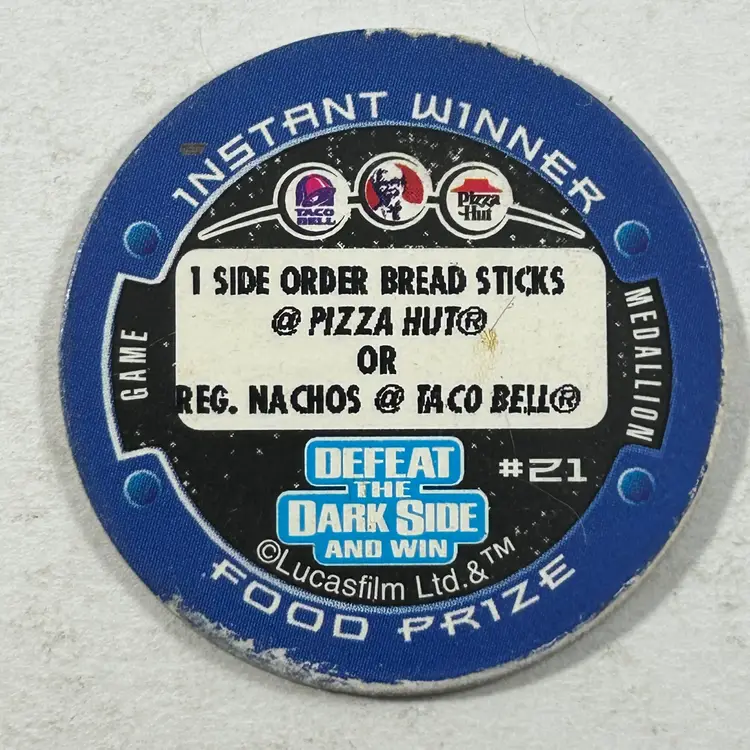 INSTANT WINNER
TACO
BELL
Pizza
Hut
1 SIDE ORDER BREAD STICKS
@ PIZZA HUT®
OR
REG. NACHOS @ TACO BELL®
GAME
MEDALLION
DEFEAT
THE
DARK SIDE
AND WIN
#21
©Lucasfilm Ltd.&™
FOOD PRIZE